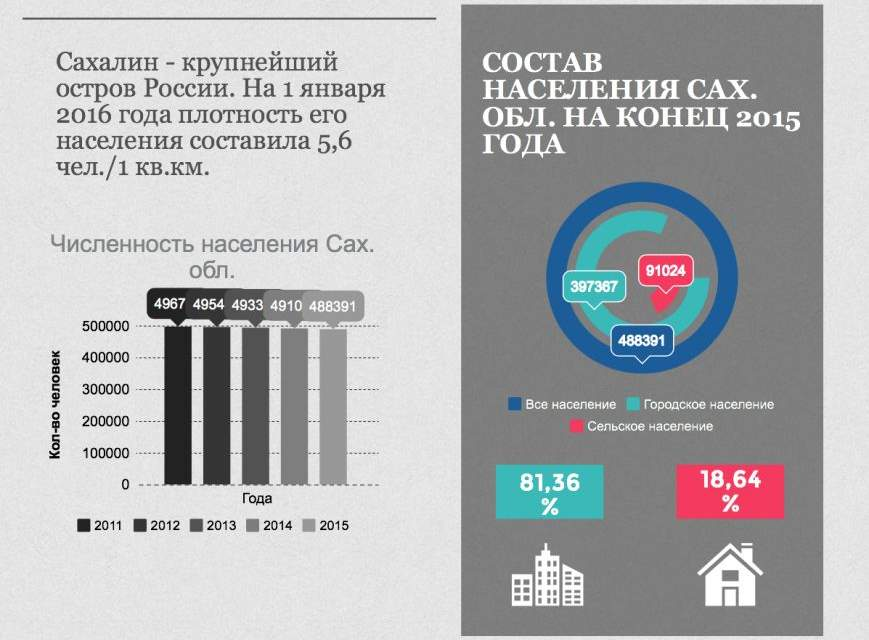 Сахалин - крупнейший
остров России. На 1 января
2016 года плотность его
населения составила 5,6
чел./1 кв.км.
Численность населения Сах.
обл.
4967 4954 4933 4910 488391
500000
400000
300000
200000
100000
0
Кол-во человек
Года
2011 2012 2013 2014 2015
СОСТАВ
НАСЕЛЕНИЯ САХ.
ОБЛ. НА КОНЕЦ 2015
ГОДА
91024
397367
488391
Все население Городское население
Сельское население
81,36
%
18,64
%